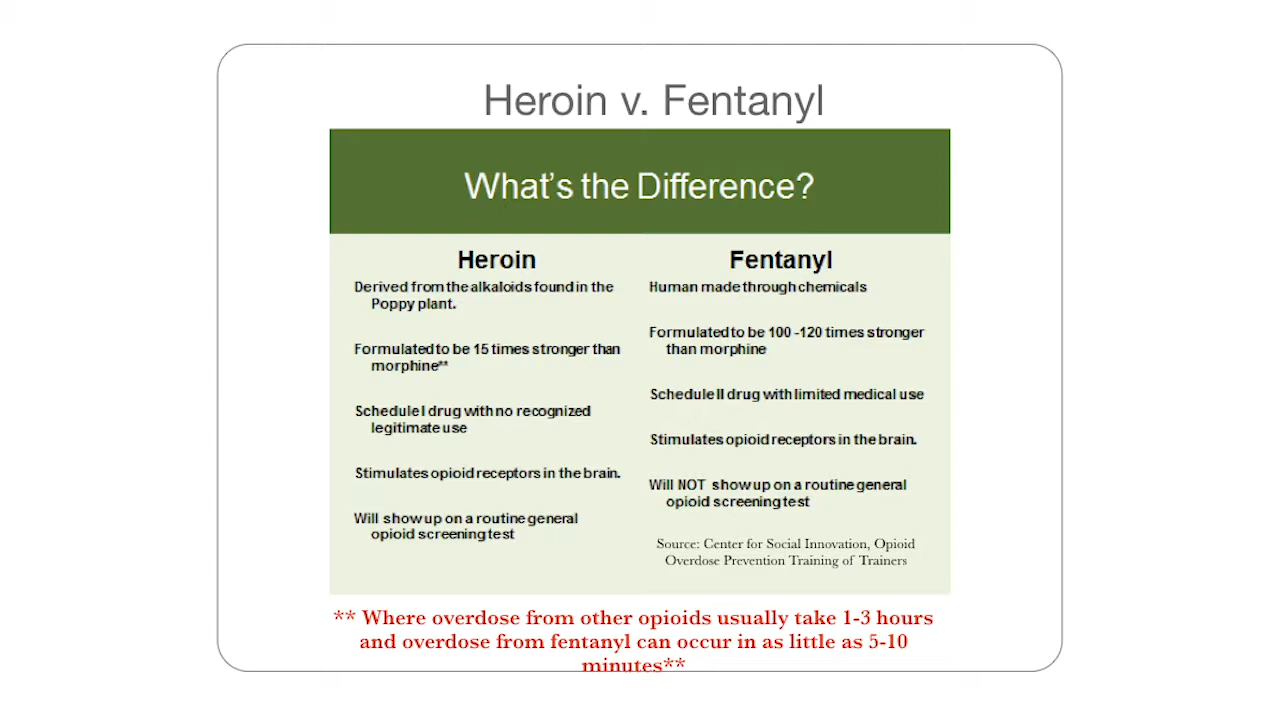 Heroin v. Fentanyl
What's the Difference?
Heroin
Derived from the alkaloids found in the
Poppy plant.
Formulated to be 15 times stronger than
morphine**
Schedule I drug with no recognized
legitimate use
Stimulates opioid receptors in the brain.
Will show up on a routine general
opioid screening test
Fentanyl
Human made through chemicals
Formulated to be 100 -120 times stronger
than morphine
Schedule II drug with limited medical use
Stimulates opioid receptors in the brain.
Will NOT show up on a routine general
opioid screening test
Source: Center for Social Innovation, Opioid
Overdose Prevention Training of Trainers
** Where overdose from other opioids usually take 1-3 hours
and overdose from fentanyl can occur in as little as 5-10
minutes**